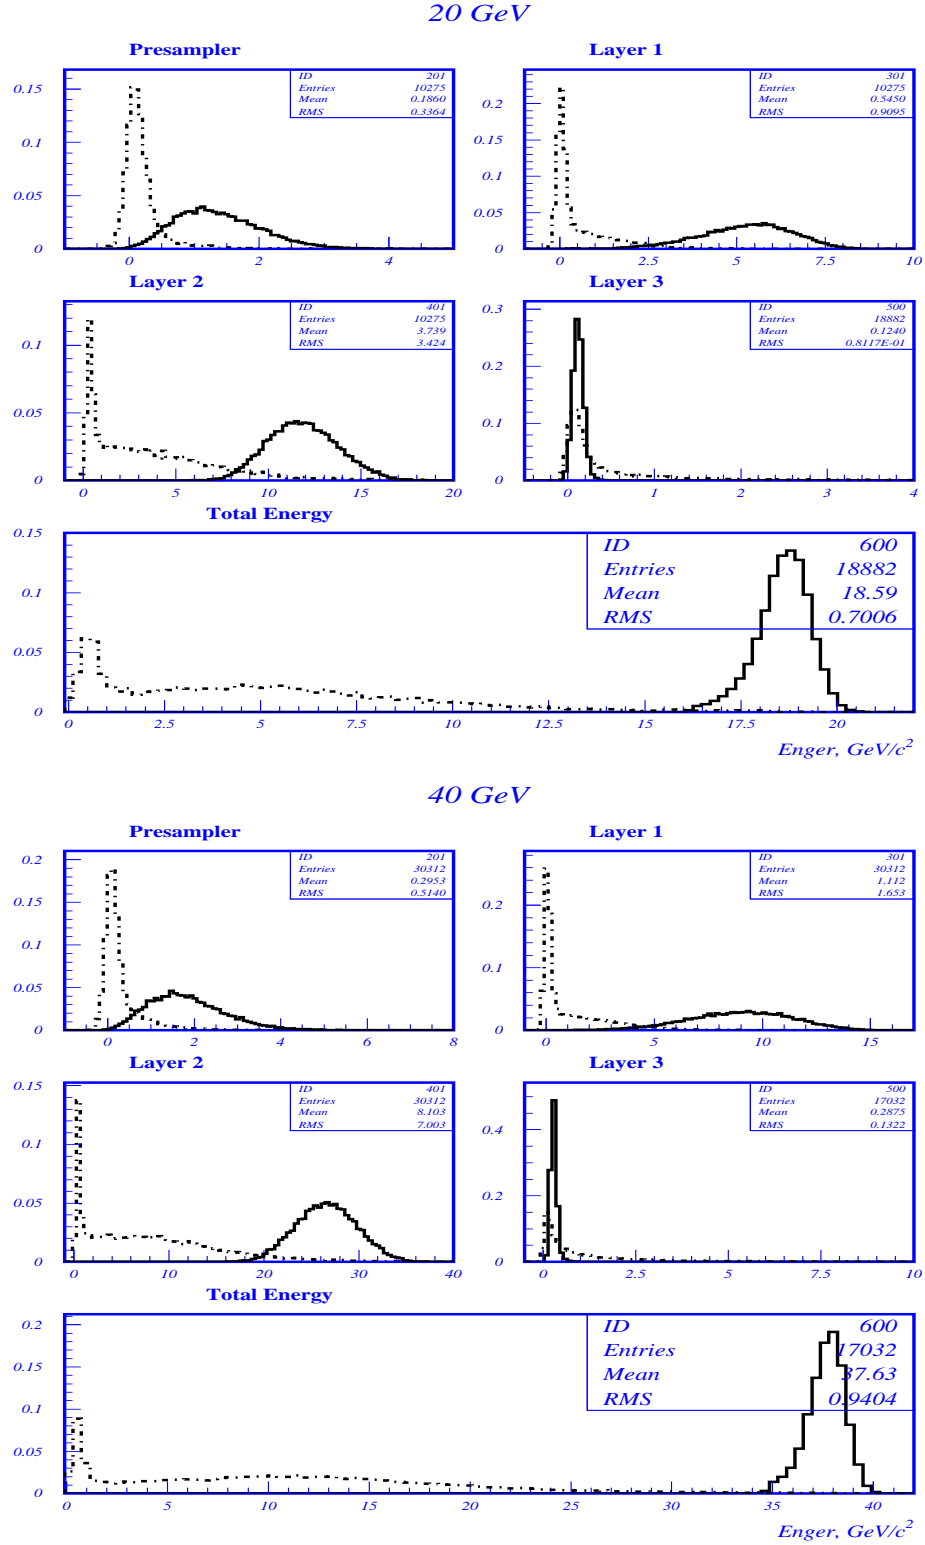 20 GeV
Presampler
Layer 1
ID 201
Entries 10275
Mean 0.1860
RMS 0.3364
ID 301
Entries 10275
Mean 0.5450
RMS 0.9095
0.15
0.1
0.05
0
0.2
0.15
0.1
0.05
0
0 2 4
0 2.5 5 7.5 10
Layer 2
Layer 3
ID 401
Entries 10275
Mean 3.739
RMS 3.424
ID 500
Entries 18882
Mean 0.1240
RMS 0.8117E-01
0.1
0.05
0
0.3
0.2
0.1
0
0 5 10 15 20
0 1 2 3 4
Total Energy
ID 600
Entries 18882
Mean 18.59
RMS 0.7006
0.15
0.1
0.05
0
0 2.5 5 7.5 10 12.5 15 17.5 20
Enger, GeV/c²
40 GeV
Presampler
Layer 1
ID 201
Entries 30312
Mean 0.2953
RMS 0.5140
ID 301
Entries 30312
Mean 1.112
RMS 1.653
0.2
0.15
0.1
0.05
0
0.2
0.1
0
0 2 4 6 8
0 5 10 15
Layer 2
Layer 3
ID 401
Entries 30312
Mean 8.103
RMS 7.003
ID 500
Entries 17032
Mean 0.2875
RMS 0.1322
0.15
0.1
0.05
0
0.4
0.2
0
0 10 20 30 40
0 2.5 5 7.5 10
Total Energy
ID 600
Entries 17032
Mean 37.63
RMS 0.9404
0.2
0.15
0.1
0.05
0
0 5 10 15 20 25 30 35 40
Enger, GeV/c²